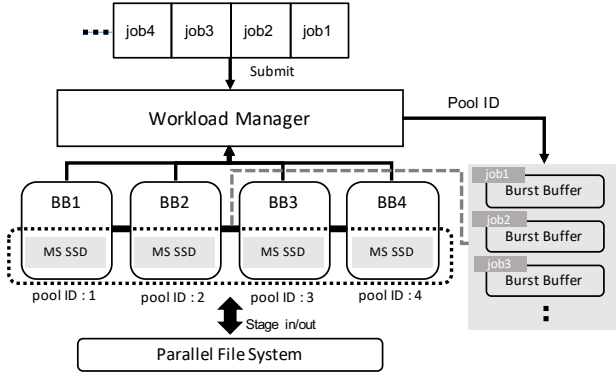 job4 job3 job2 job1
Submit
Workload Manager
Pool ID
job1
Burst Buffer
job2
Burst Buffer
job3
Burst Buffer
BB1 BB2 BB3 BB4
MS SSD MS SSD MS SSD MS SSD
pool ID : 1 pool ID : 2 pool ID : 3 pool ID : 4
Stage in/out
Parallel File System